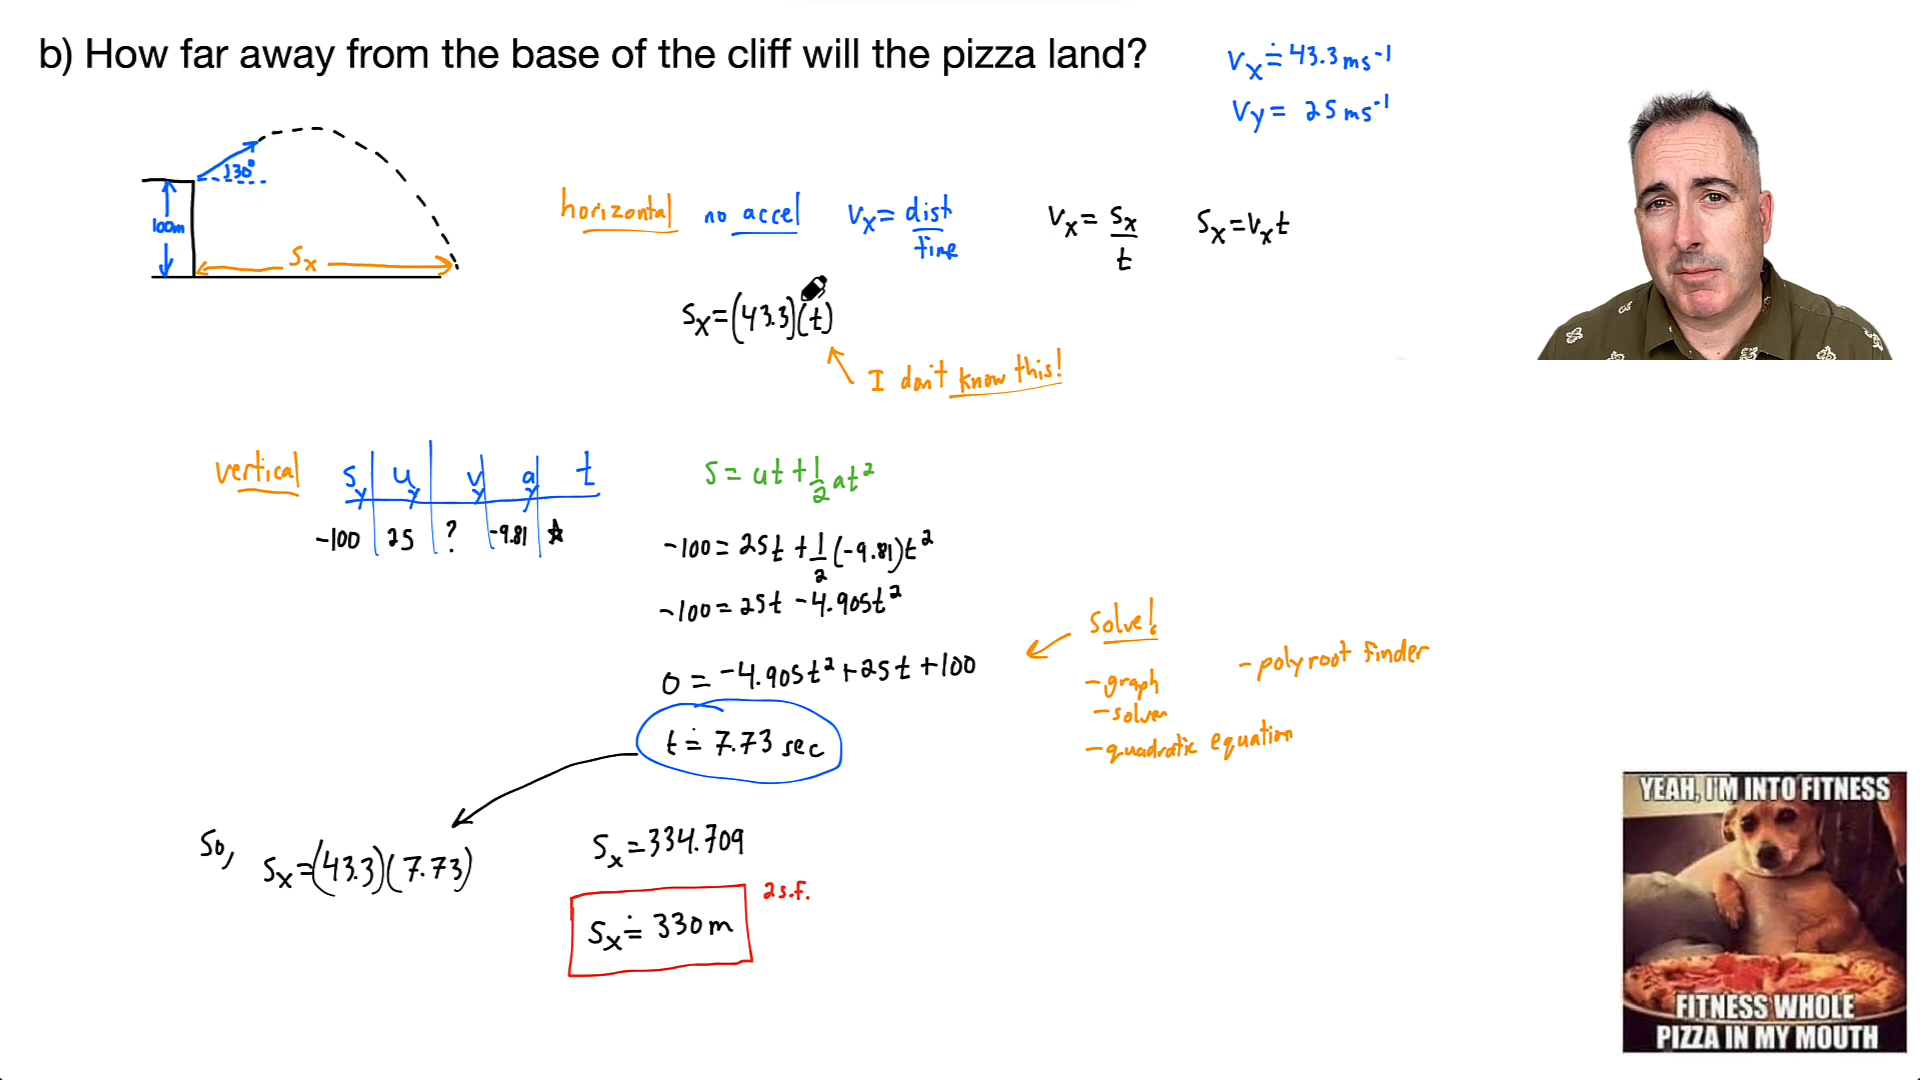 b) How far away from the base of the cliff will the pizza land?
Vx ≐ 43.3 ms⁻¹
Vy = 25 ms⁻¹
30°
100m
Sx
horizontal no accel Vx = dist/time Vx = Sx/t Sx = Vxt
Sx = (43.3)(t)
I don't know this!
vertical Sy uy vy ay t
-100 25 ? -9.81 ☆
S = ut + 1/2 at²
-100 = 25t + 1/2 (-9.81)t²
-100 = 25t - 4.905t²
0 = -4.905t² + 25t + 100
Solve!
- graph
- solver
- quadratic equation
- polyroot finder
t ≐ 7.73 sec
So, Sx = (43.3)(7.73)
Sx = 334.709
Sx ≐ 330m
2 s.f.
YEAH, I'M INTO FITNESS
FITNESS WHOLE
PIZZA IN MY MOUTH